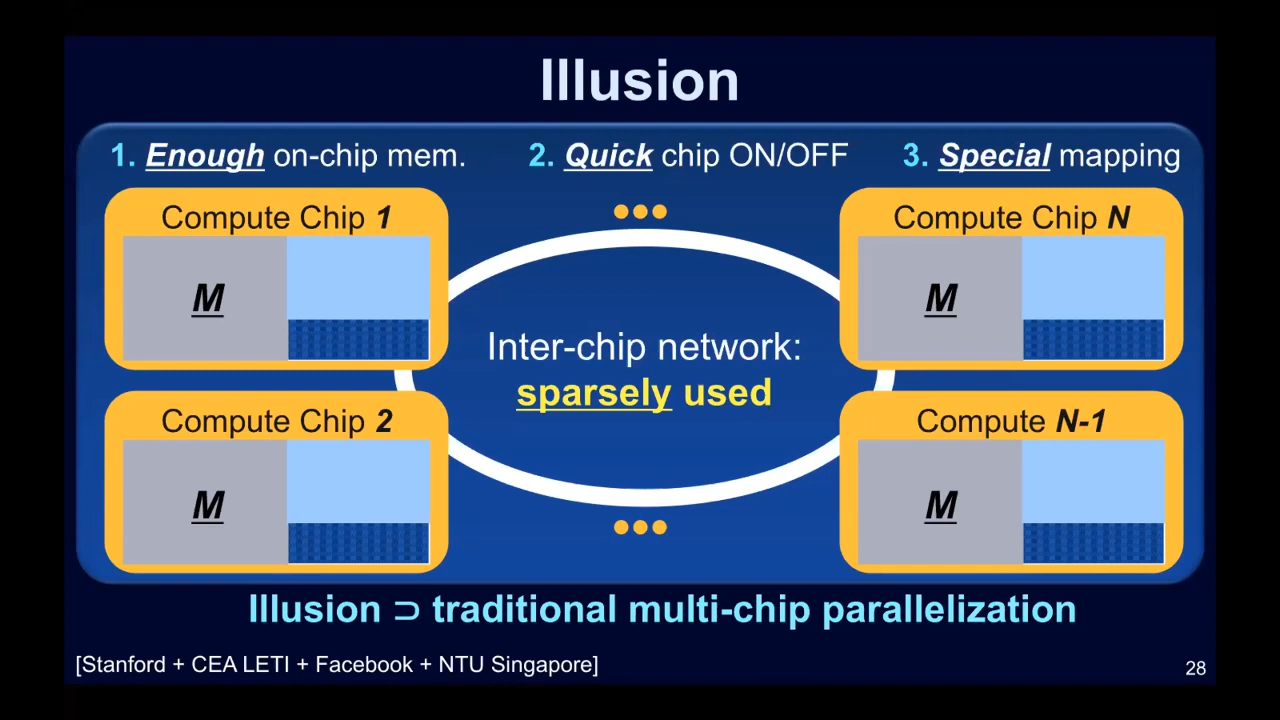 Illusion
1. Enough on-chip mem.
2. Quick chip ON/OFF
3. Special mapping
Compute Chip 1
M
Compute Chip N
M
Inter-chip network:
sparsely used
Compute Chip 2
M
Compute N-1
M
Illusion ⊃ traditional multi-chip parallelization
[Stanford + CEA LETI + Facebook + NTU Singapore]
28